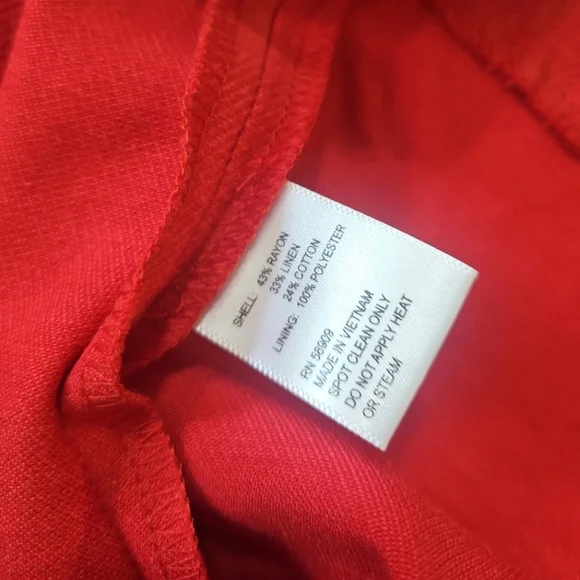 SHELL: 43% RAYON
33% LINEN
24% COTTON
LINING: 100% POLYESTER
RN 58909
MADE IN VIETNAM
SPOT CLEAN ONLY
DO NOT APPLY HEAT
OR STEAM